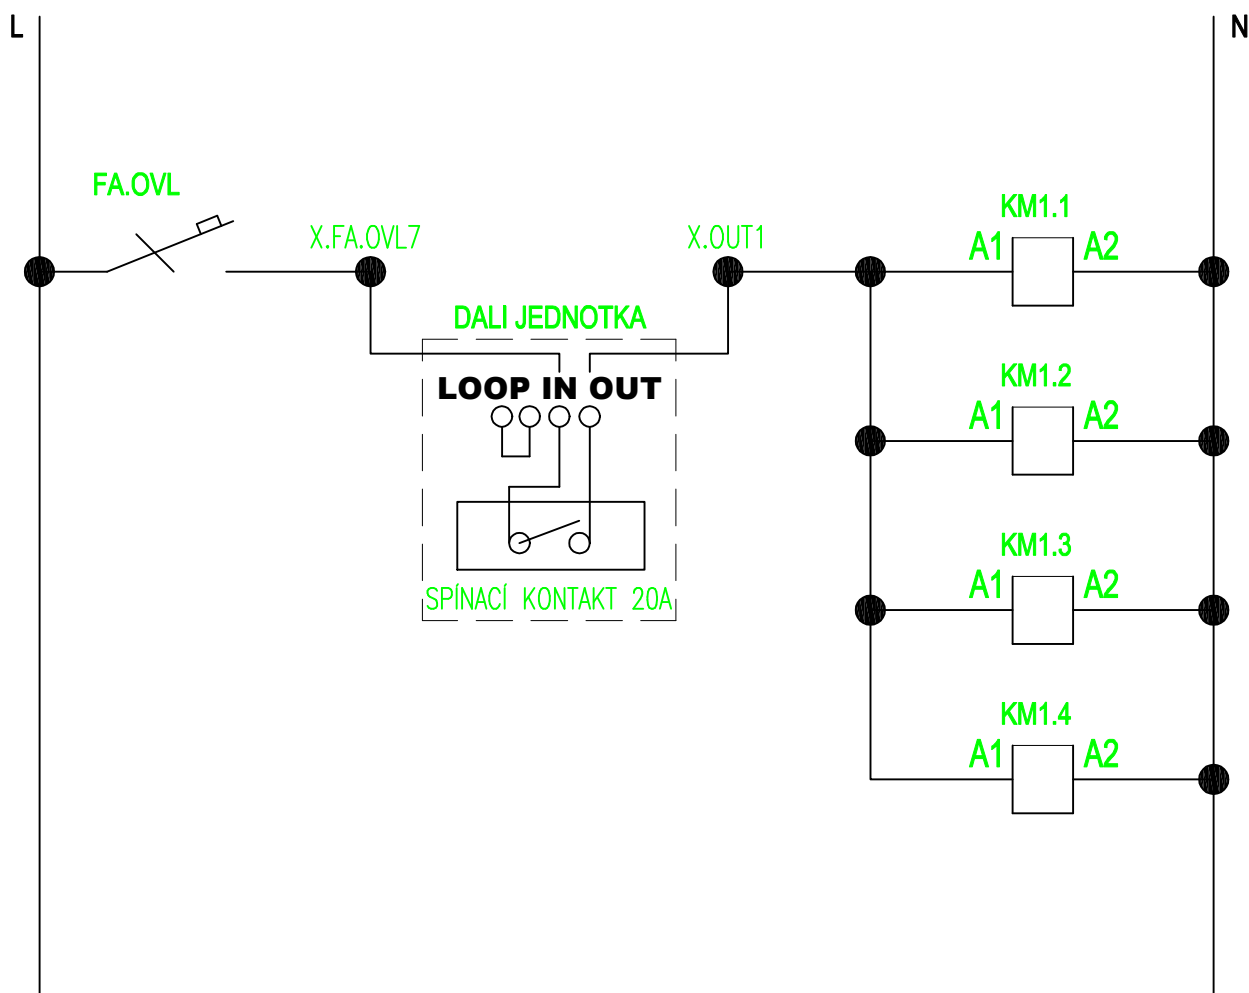 L
N
FA.OVL
X.FA.OVL7
X.OUT1
KM1.1
A1
A2
DALI JEDNOTKA
LOOP IN OUT
KM1.2
A1
A2
KM1.3
A1
A2
SPÍNACÍ KONTAKT 20A
KM1.4
A1
A2